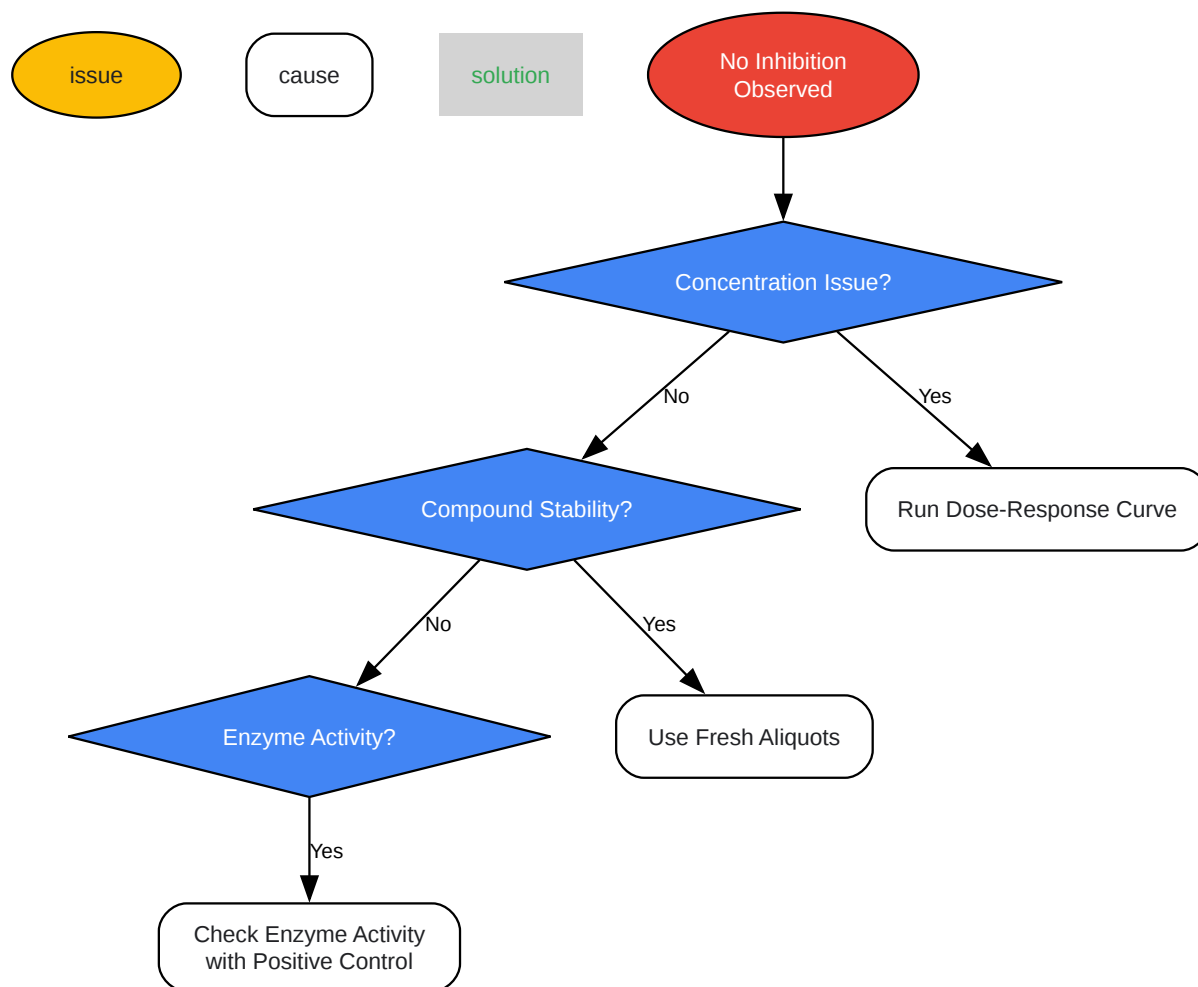 issue
cause
solution
No Inhibition
Observed
Concentration Issue?
No
Yes
Compound Stability?
Run Dose-Response Curve
No
Yes
Enzyme Activity?
Use Fresh Aliquots
Yes
Check Enzyme Activity
with Positive Control